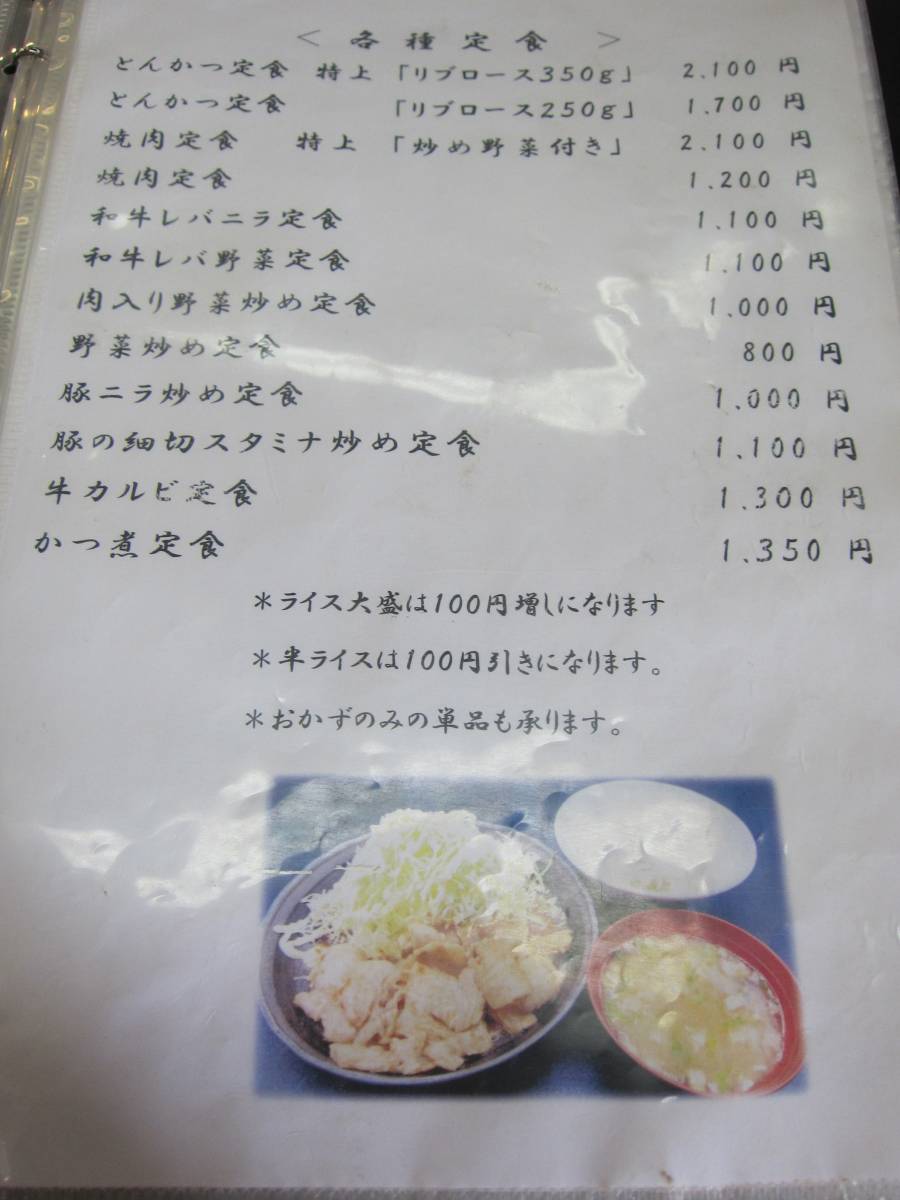 ＜ 各種定食 ＞
とんかつ定食 特上 「リブロース350g」 2.100 円
とんかつ定食 「リブロース250g」 1.700 円
焼肉定食 特上 「炒め野菜付き」 2.100 円
焼肉定食 1.200 円
和牛レバニラ定食 1.100 円
和牛レバ野菜定食 1.100 円
肉入り野菜炒め定食 1.000 円
野菜炒め定食 800 円
豚ニラ炒め定食 1.000 円
豚の細切スタミナ炒め定食 1.100 円
牛カルビ定食 1.300 円
かつ煮定食 1.350 円
＊ライス大盛は100円増しになります
＊半ライスは100円引きになります。
＊おかずのみの単品も承ります。